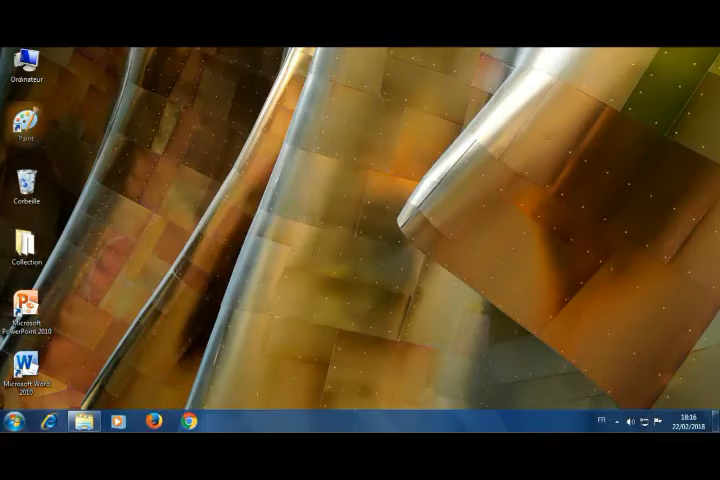 Ordinateur
Paint
Corbeille
Collection
Microsoft
PowerPoint 2010
Microsoft Word
2010
FR
18:16
22/02/2018